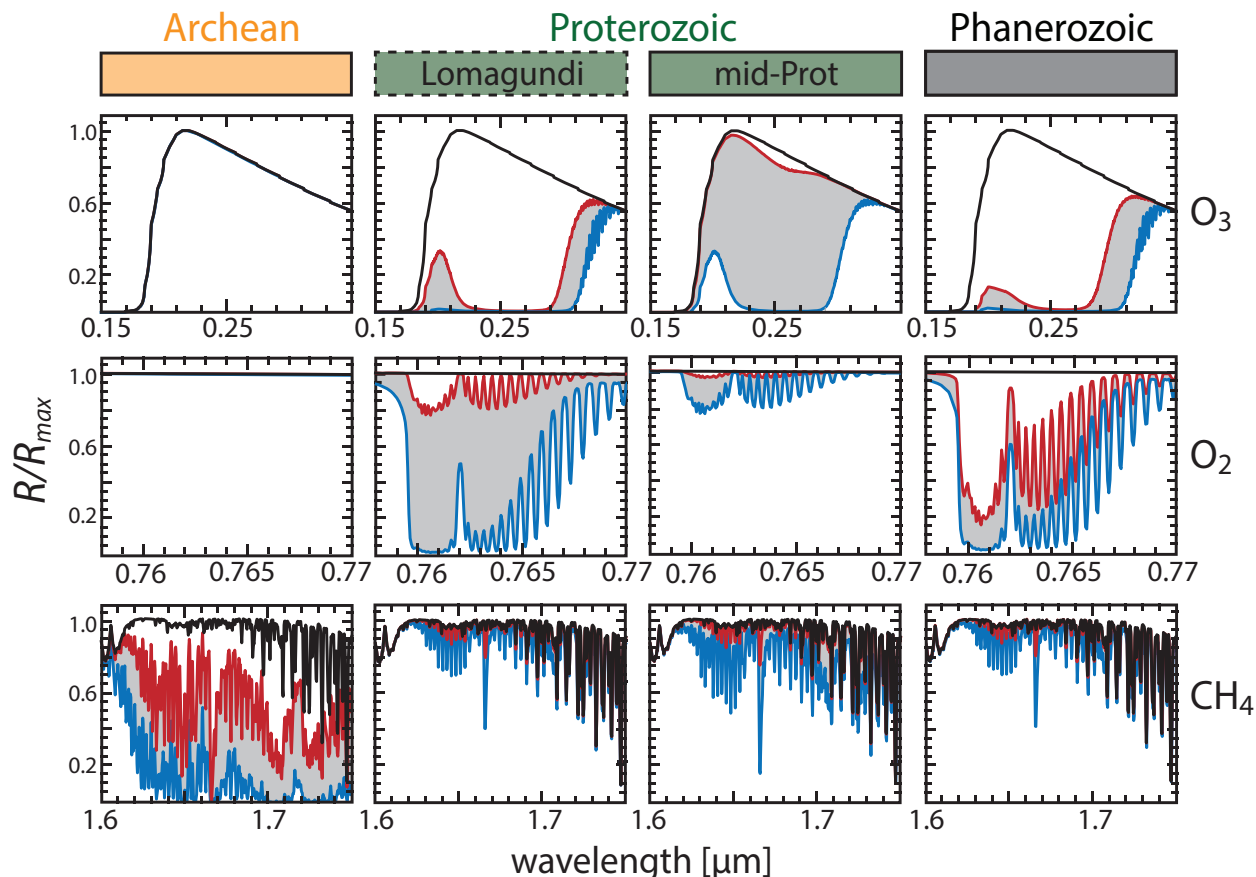 Archean Proterozoic Phanerozoic
Lomagundi mid-Prot
1.0
0.6
0.2
0.15 0.25 0.15 0.25 0.15 0.25 0.15 0.25
O3
R/Rmax
1.0
0.6
0.2
0.76 0.765 0.77 0.76 0.765 0.77 0.76 0.765 0.77 0.76 0.765 0.77
O2
1.0
0.6
0.2
1.6 1.7 1.6 1.7 1.6 1.7 1.6 1.7
CH4
wavelength [µm]